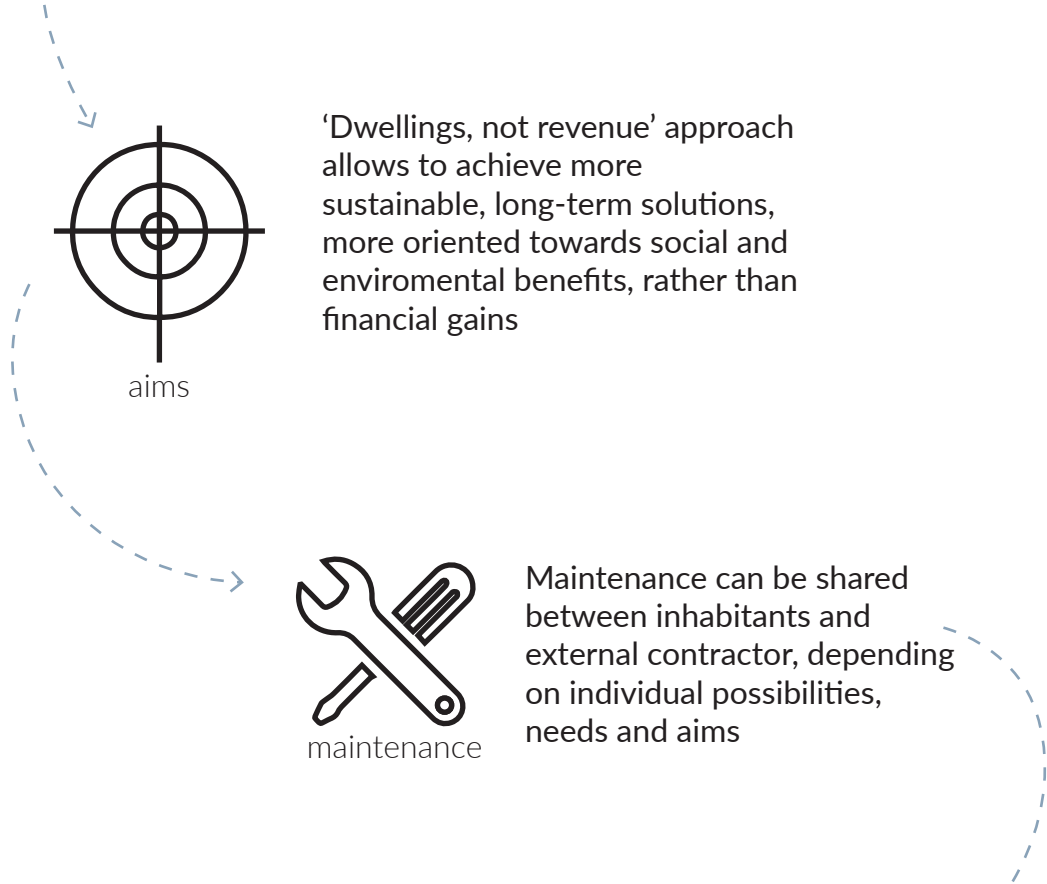 ‘Dwellings, not revenue’ approach
allows to achieve more
sustainable, long-term solutions,
more oriented towards social and
enviromental benefits, rather than
financial gains
aims
Maintenance can be shared
between inhabitants and
external contractor, depending
on individual possibilities,
needs and aims
maintenance